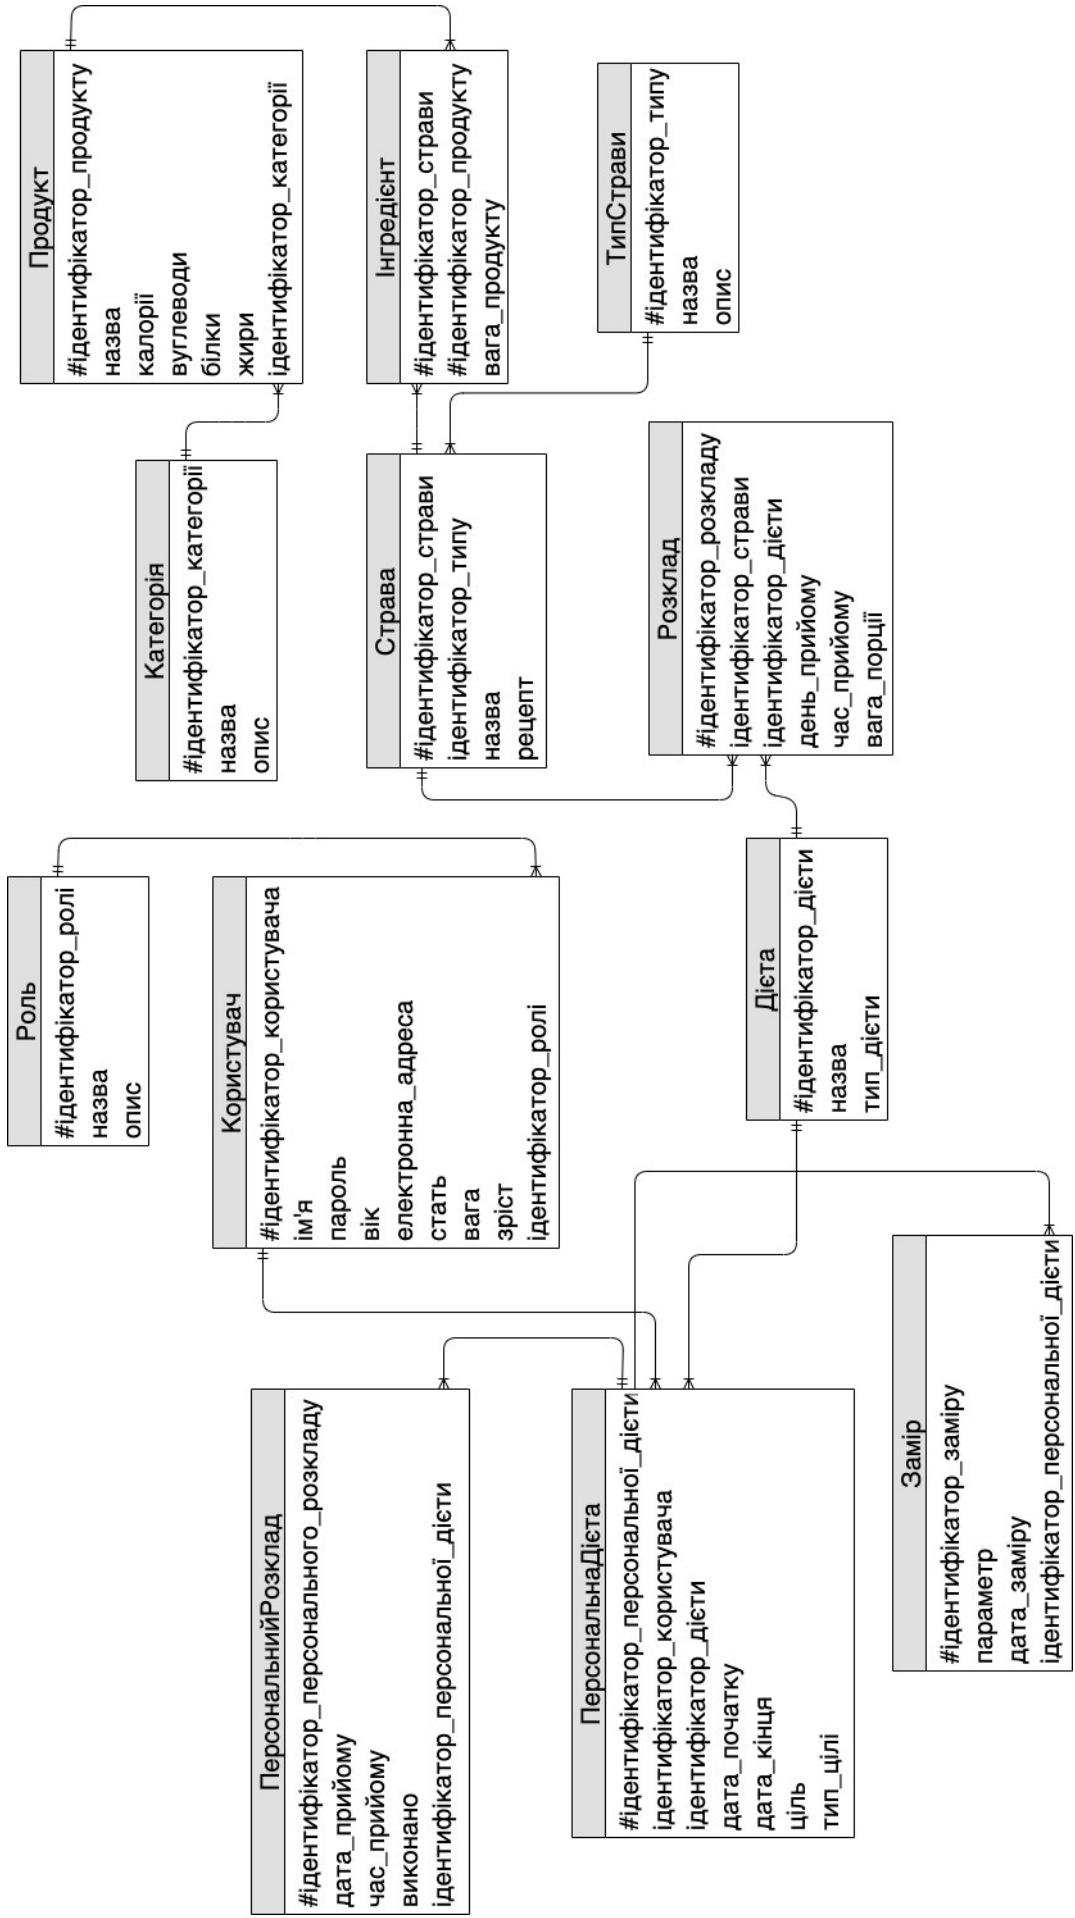 Роль
#ідентифікатор_ролі
назва
опис
Користувач
#ідентифікатор_користувача
ім'я
пароль
вік
електронна_адреса
стать
вага
зріст
ідентифікатор_ролі
ПерсональнийРозклад
#ідентифікатор_персонального_розкладу
дата_прийому
час_прийому
виконано
ідентифікатор_персональної_дієти
ПерсональнаДієта
#ідентифікатор_персональної_дієти
ідентифікатор_користувача
ідентифікатор_дієти
дата_початку
дата_кінця
ціль
тип_цілі
Замір
#ідентифікатор_заміру
параметр
дата_заміру
ідентифікатор_персональної_дієти
Дієта
#ідентифікатор_дієти
назва
тип_дієти
Продукт
#ідентифікатор_продукту
назва
калорії
вуглеводи
білки
жири
ідентифікатор_категорії
Категорія
#ідентифікатор_категорії
назва
опис
Інгредієнт
#ідентифікатор_страви
#ідентифікатор_продукту
вага_продукту
Страва
#ідентифікатор_страви
ідентифікатор_типу
назва
рецепт
ТипСтрави
#ідентифікатор_типу
назва
опис
Розклад
#ідентифікатор_розкладу
ідентифікатор_страви
ідентифікатор_дієти
день_прийому
час_прийому
вага_порції